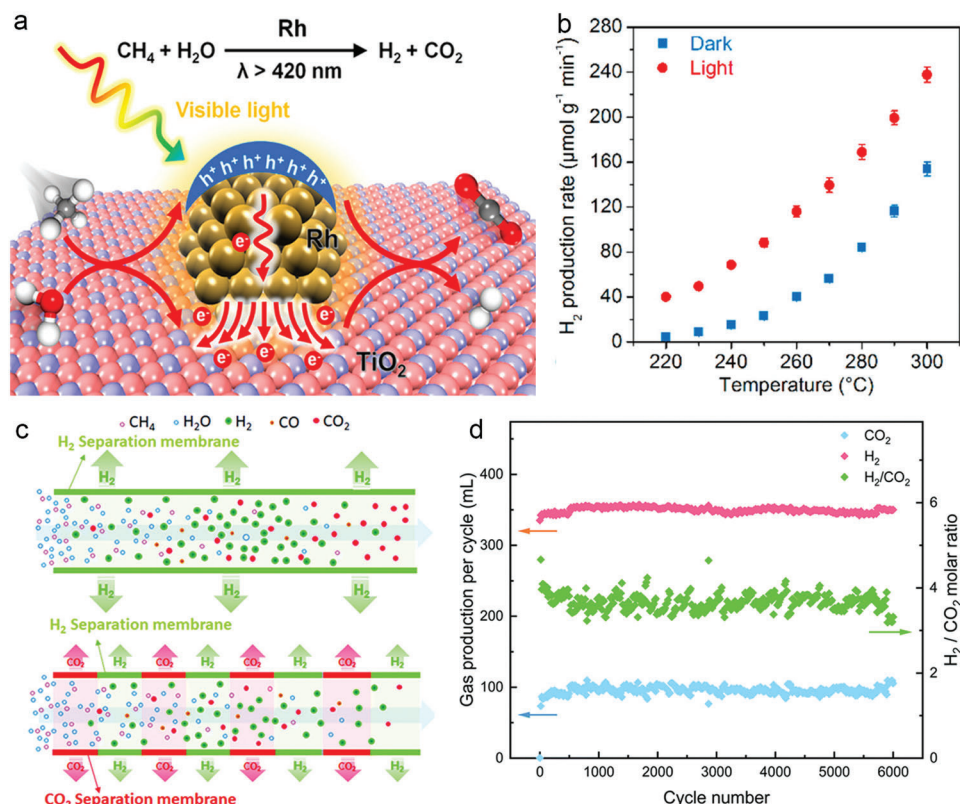 a
Rh
CH₄ + H₂O → H₂ + CO₂
λ > 420 nm
Visible light
h⁺ h⁺ h⁺ h⁺ h⁺ h⁺
Rh
e⁻
e⁻ e⁻
e⁻ e⁻ e⁻
TiO₂
b
Dark
Light
H₂ production rate (μmol g⁻¹ min⁻¹)
240
200
160
120
80
40
0
220 230 240 250 260 270 280 290 300
Temperature (°C)
c
CH₄ H₂O H₂ CO CO₂
H₂ Separation membrane
H₂ H₂ H₂
H₂ H₂ H₂
H₂ Separation membrane
CO₂ H₂ CO₂ H₂ CO₂ H₂ CO₂ H₂
CO₂ H₂ CO₂ H₂ CO₂ H₂ CO₂ H₂
CO₂ Separation membrane
d
CO₂
H₂
H₂/CO₂
Gas production per cycle (mL)
400
300
200
100
0
H₂ / CO₂ molar ratio
6
4
2
0
0 1000 2000 3000 4000 5000 6000
Cycle number